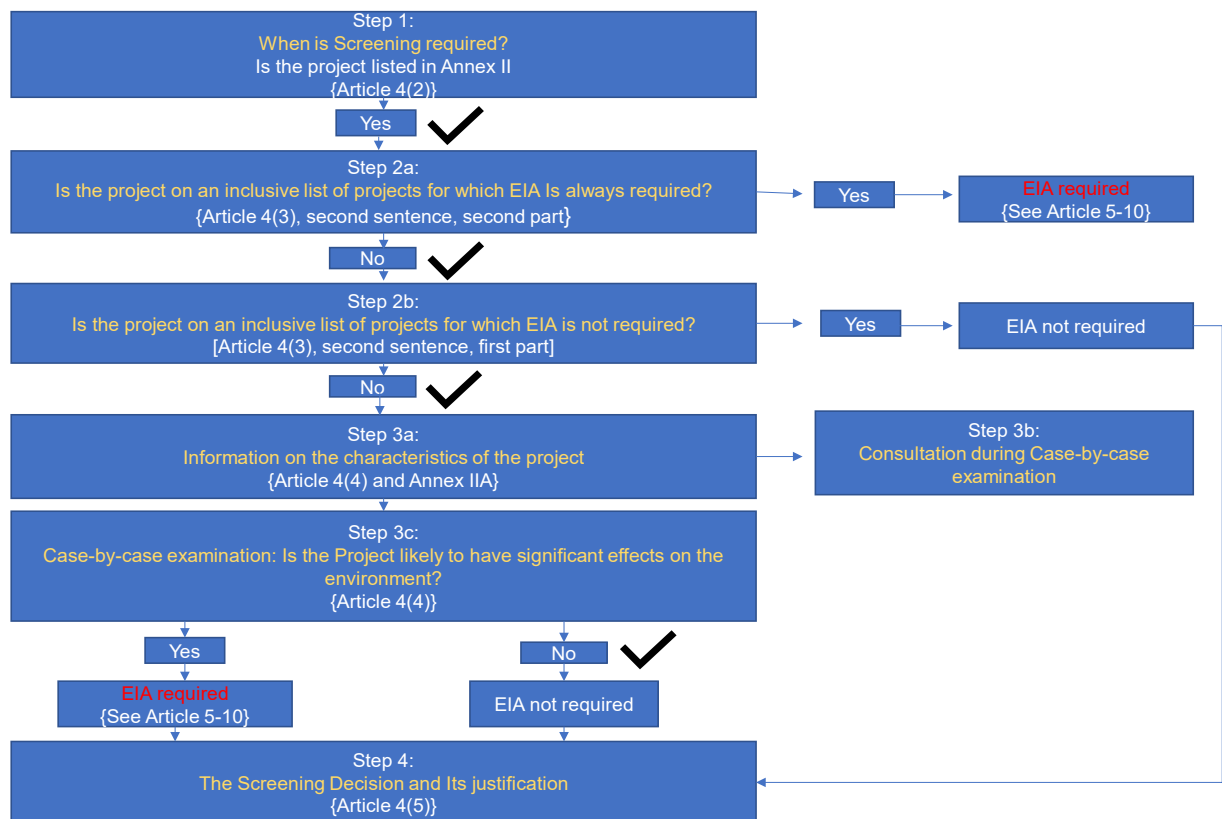 Step 1:
When is Screening required?
Is the project listed in Annex II
{Article 4(2)}
Yes
Step 2a:
Is the project on an inclusive list of projects for which EIA Is always required?
{Article 4(3), second sentence, second part}
Yes
EIA required
{See Article 5-10}
No
Step 2b:
Is the project on an inclusive list of projects for which EIA is not required?
[Article 4(3), second sentence, first part]
Yes
EIA not required
No
Step 3a:
Information on the characteristics of the project
{Article 4(4) and Annex IIA}
Step 3b:
Consultation during Case-by-case
examination
Step 3c:
Case-by-case examination: Is the Project likely to have significant effects on the
environment?
{Article 4(4)}
Yes
No
EIA required
{See Article 5-10}
EIA not required
Step 4:
The Screening Decision and Its justification
{Article 4(5)}